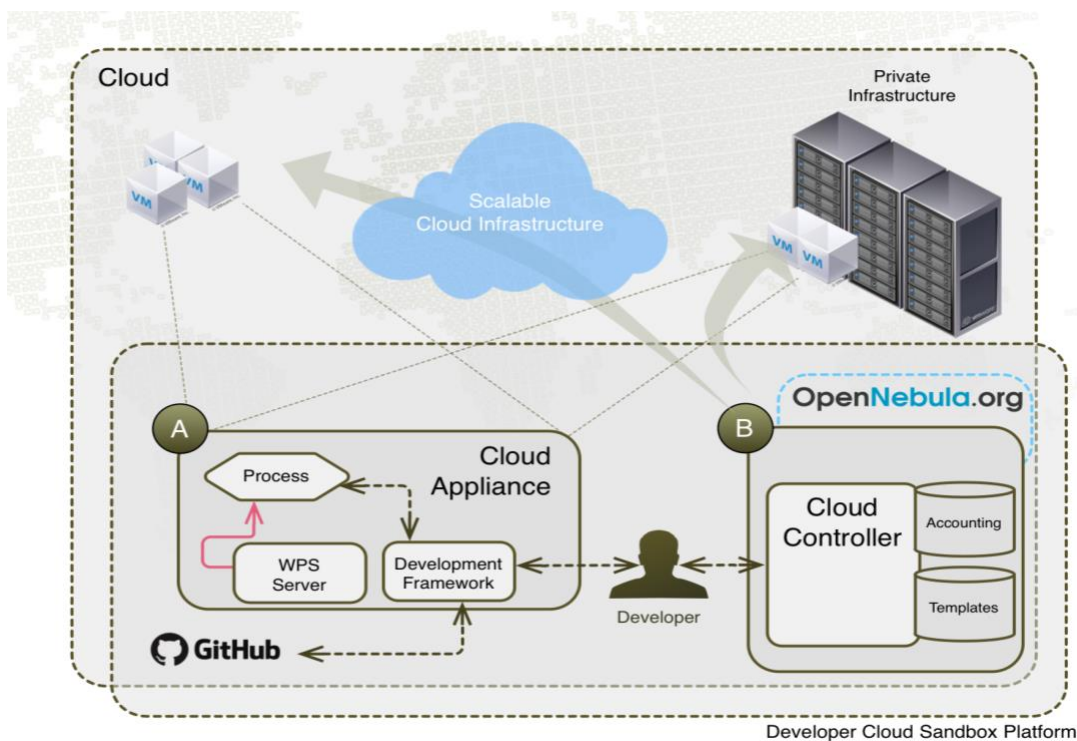 Cloud
Private
Infrastructure
Scalable
Cloud Infrastructure
VM
VM
VM
VM
VM
OpenNebula.org
A
B
Cloud
Appliance
Process
WPS
Server
Development
Framework
Developer
Cloud
Controller
Accounting
Templates
GitHub
Developer Cloud Sandbox Platform